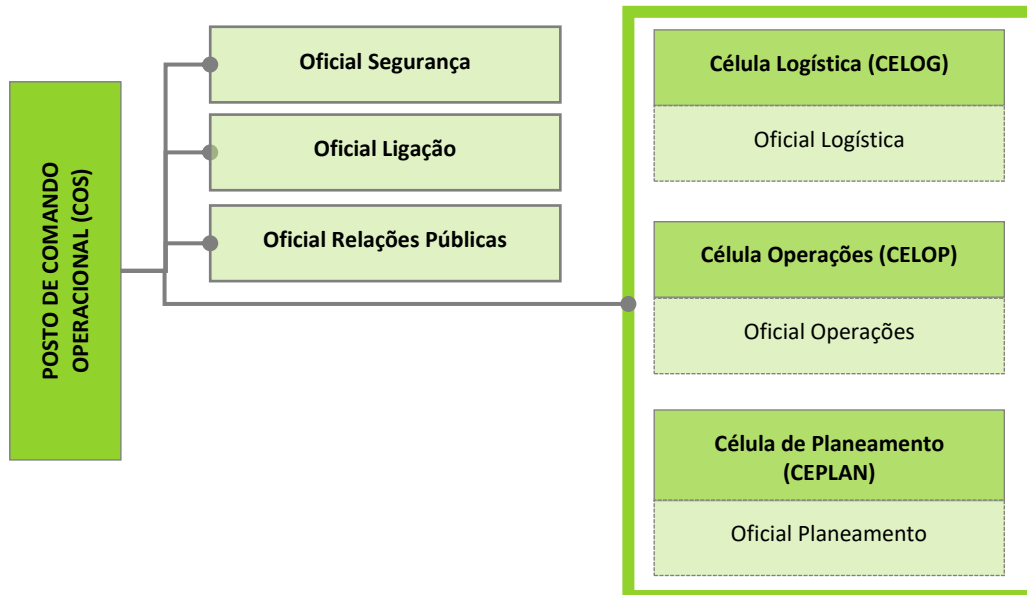 POSTO DE COMANDO
OPERACIONAL (COS)
Oficial Segurança
Oficial Ligação
Oficial Relações Públicas
Célula Logística (CELOG)
Oficial Logística
Célula Operações (CELOP)
Oficial Operações
Célula de Planeamento
(CEPLAN)
Oficial Planeamento